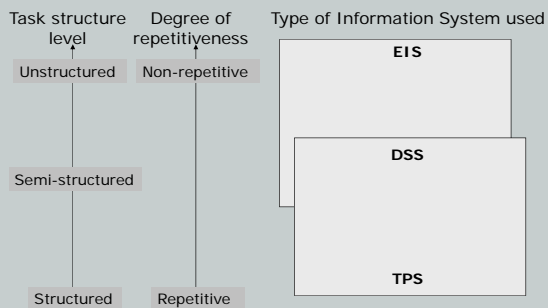 Task structure
level
Degree of
repetitiveness
Type of Information System used
Unstructured
Non-repetitive
EIS
Semi-structured
DSS
Structured
Repetitive
TPS